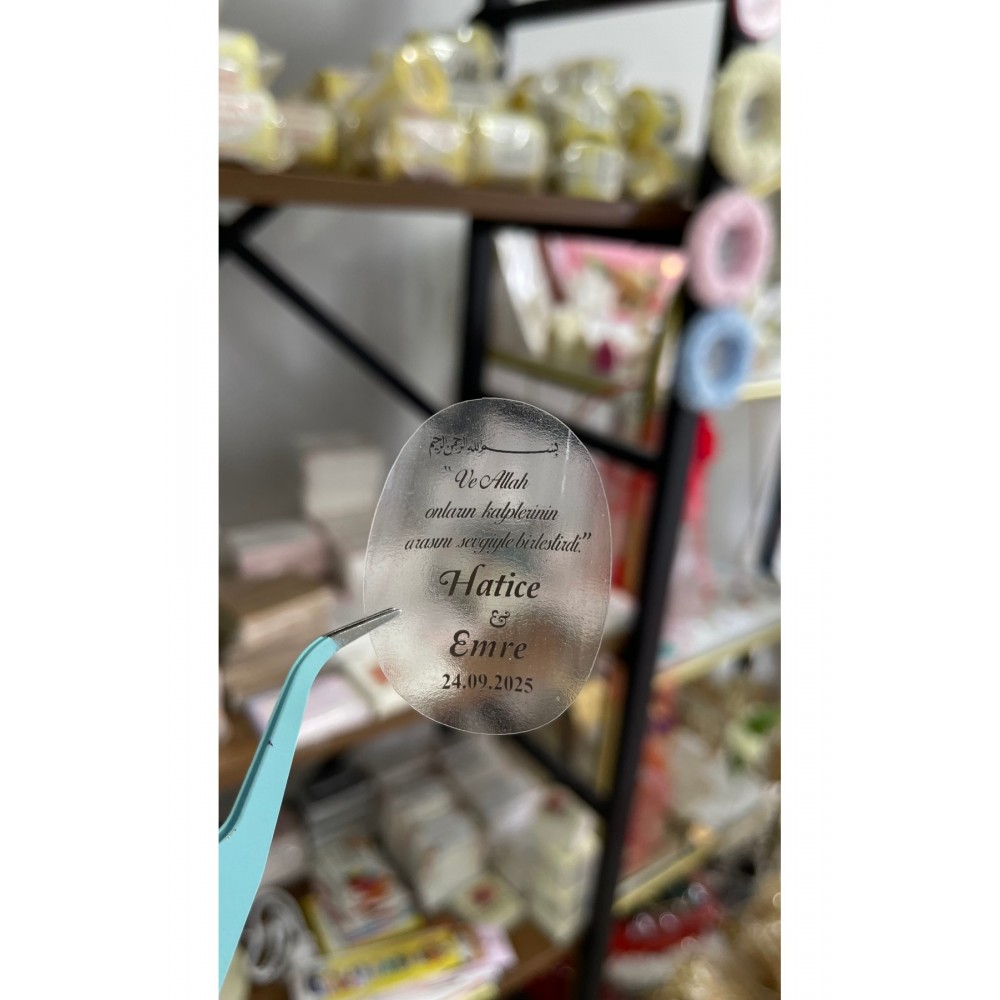 بسم الله الرحمن الرحيم
"Ve Allah
onların kalplerinin
arasını sevgiyle birleştirdi."
Hatice
&
Emre
24.09.2025